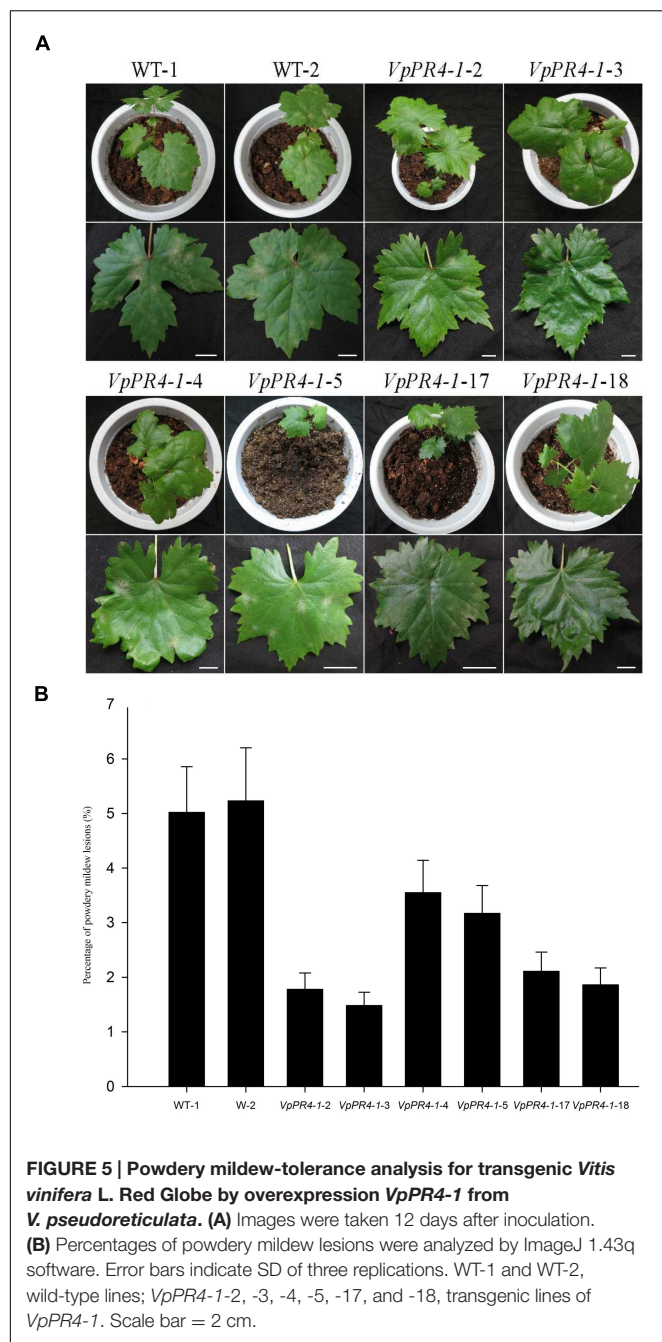 A
WT-1 WT-2 VpPR4-1-2 VpPR4-1-3
VpPR4-1-4 VpPR4-1-5 VpPR4-1-17 VpPR4-1-18
B
Percentage of powdery mildew lesions (%)
7
6
5
4
3
2
1
0
WT-1 W-2 VpPR4-1-2 VpPR4-1-3 VpPR4-1-4 VpPR4-1-5 VpPR4-1-17 VpPR4-1-18
FIGURE 5 | Powdery mildew-tolerance analysis for transgenic Vitis
vinifera L. Red Globe by overexpression VpPR4-1 from
V. pseudoreticulata. (A) Images were taken 12 days after inoculation.
(B) Percentages of powdery mildew lesions were analyzed by ImageJ 1.43q
software. Error bars indicate SD of three replications. WT-1 and WT-2,
wild-type lines; VpPR4-1-2, -3, -4, -5, -17, and -18, transgenic lines of
VpPR4-1. Scale bar = 2 cm.